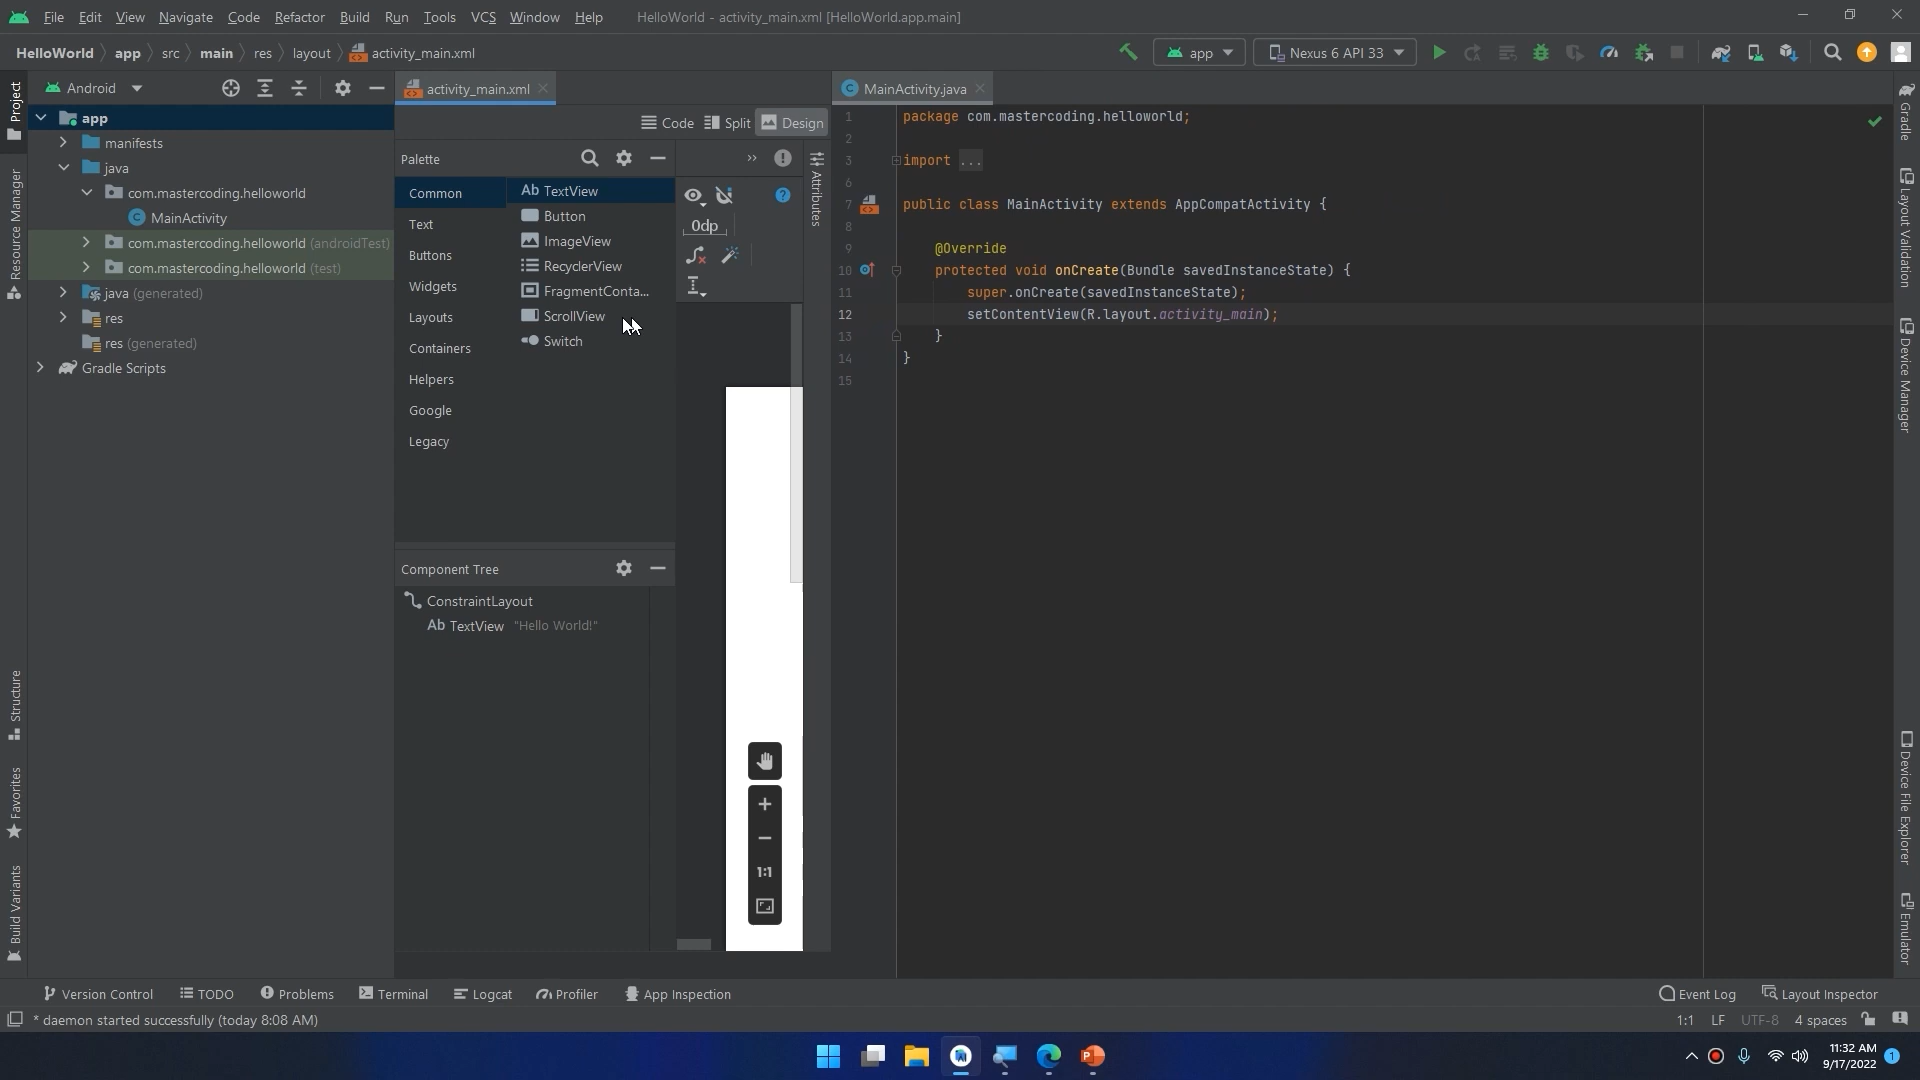 File Edit View Navigate Code Refactor Build Run Tools VCS Window Help HelloWorld - activity_main.xml [HelloWorld.app.main]
HelloWorld app src main res layout activity_main.xml app Nexus 6 API 33
Android
activity_main.xml
MainActivity.java
Project
Resource Manager
Structure
Favorites
Build Variants
app
manifests
java
com.mastercoding.helloworld
MainActivity
com.mastercoding.helloworld (androidTest)
com.mastercoding.helloworld (test)
java (generated)
res
res (generated)
Gradle Scripts
Code Split Design
Palette
Common
Text
Buttons
Widgets
Layouts
Containers
Helpers
Google
Legacy
Ab TextView
Button
ImageView
RecyclerView
FragmentConta...
ScrollView
Switch
0dp
Attributes
Component Tree
ConstraintLayout
Ab TextView "Hello World!"
1:1
1 package com.mastercoding.helloworld;
2
3 import ...
6
7 public class MainActivity extends AppCompatActivity {
8
9 @Override
10 protected void onCreate(Bundle savedInstanceState) {
11 super.onCreate(savedInstanceState);
12 setContentView(R.layout.activity_main);
13 }
14 }
15
Gradle
Layout Validation
Device Manager
Device File Explorer
Emulator
Version Control TODO Problems Terminal Logcat Profiler App Inspection Event Log Layout Inspector
* daemon started successfully (today 8:08 AM) 1:1 LF UTF-8 4 spaces
11:32 AM
9/17/2022
1